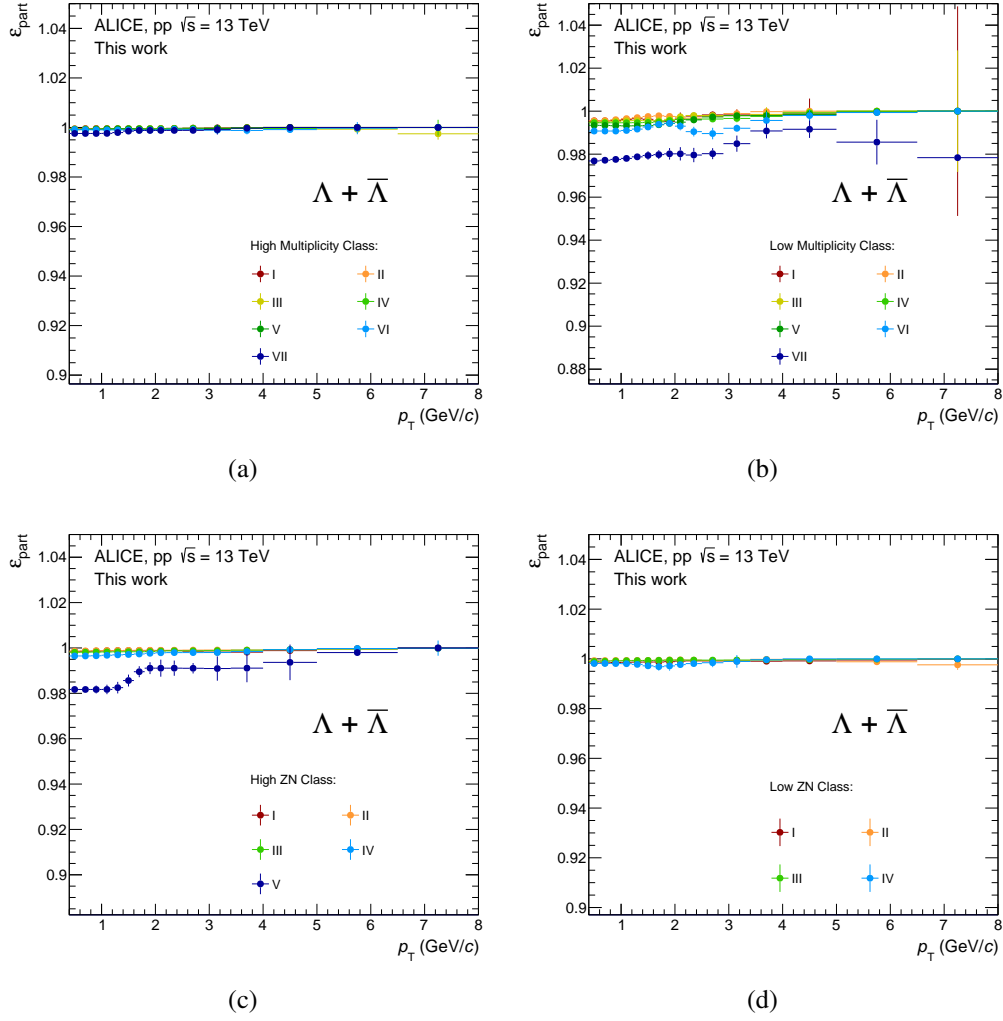 ε_part
ALICE, pp √s = 13 TeV
This work
1.04
1.02
1
0.98
0.96
0.94
0.92
0.9
Λ + Λ̅
High Multiplicity Class:
I II
III IV
V VI
VII
1 2 3 4 5 6 7 8
p_T (GeV/c)
(a)
ε_part
ALICE, pp √s = 13 TeV
This work
1.04
1.02
1
0.98
0.96
0.94
0.92
0.9
0.88
Λ + Λ̅
Low Multiplicity Class:
I II
III IV
V VI
VII
1 2 3 4 5 6 7 8
p_T (GeV/c)
(b)
ε_part
ALICE, pp √s = 13 TeV
This work
1.04
1.02
1
0.98
0.96
0.94
0.92
0.9
Λ + Λ̅
High ZN Class:
I II
III IV
V
1 2 3 4 5 6 7 8
p_T (GeV/c)
(c)
ε_part
ALICE, pp √s = 13 TeV
This work
1.04
1.02
1
0.98
0.96
0.94
0.92
0.9
Λ + Λ̅
Low ZN Class:
I II
III IV
1 2 3 4 5 6 7 8
p_T (GeV/c)
(d)